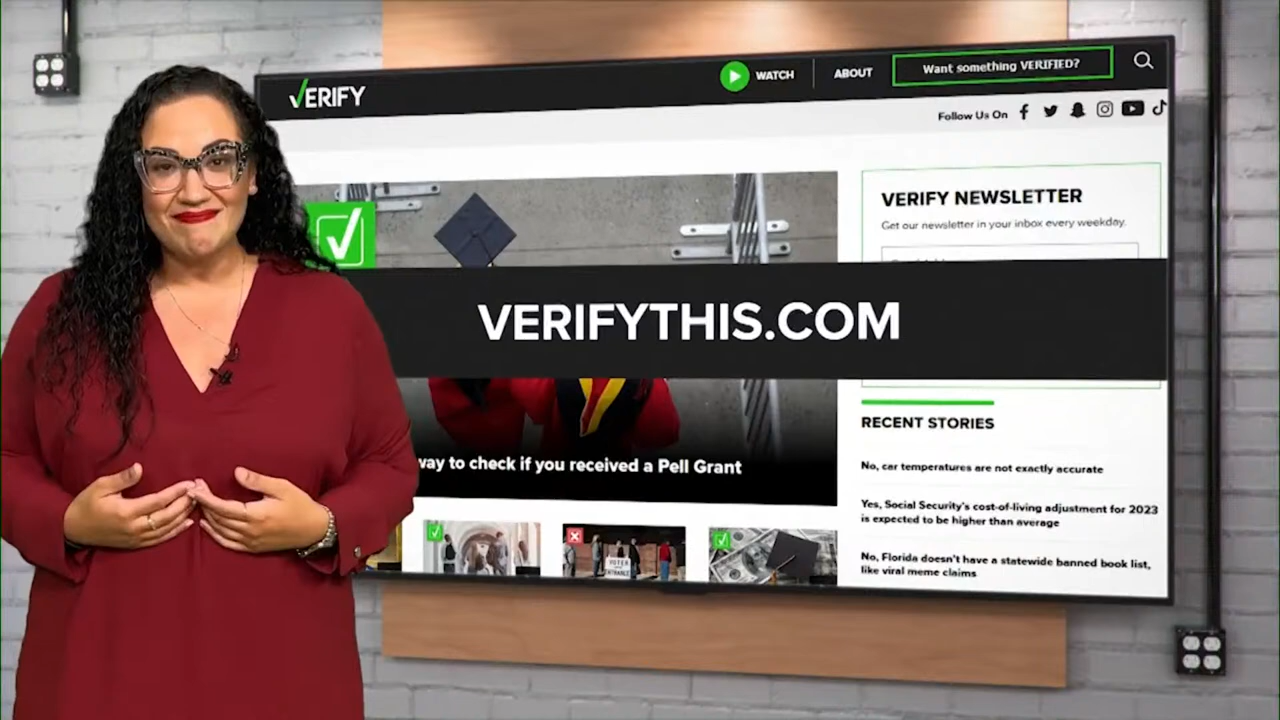 VERIFY
WATCH
ABOUT
Want something VERIFIED?
Follow Us On
VERIFY NEWSLETTER
Get our newsletter in your inbox every weekday.
VERIFYTHIS.COM
way to check if you received a Pell Grant
VOTER
ENTRANCE
RECENT STORIES
No, car temperatures are not exactly accurate
Yes, Social Security's cost-of-living adjustment for 2023
is expected to be higher than average
No, Florida doesn't have a statewide banned book list,
like viral meme claims